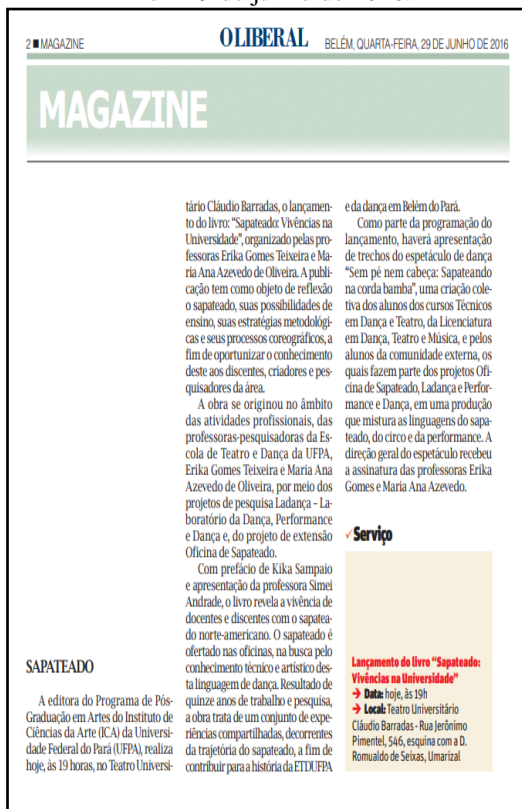 2 ■ MAGAZINE
O LIBERAL
BELÉM, QUARTA-FEIRA, 29 DE JUNHO DE 2016
MAGAZINE
SAPATEADO
A editora do Programa de Pós-
Graduação em Artes do Instituto de
Ciências da Arte (ICA) da Universi-
dade Federal do Pará (UFPA), realiza
hoje, às 19 horas, no Teatro Universi-
tário Cláudio Barradas, o lançamen-
to do livro: “Sapateado: Vivências na
Universidade”, organizado pelas pro-
fessoras Erika Gomes Teixeira e Ma-
ria Ana Azevedo de Oliveira. A publi-
cação tem como objeto de reflexão
o sapateado, suas possibilidades de
ensino, suas estratégias metodológi-
cas e seus processos coreográficos, a
fim de oportunizar o conhecimento
deste aos discentes, criadores e pes-
quisadores da área.
A obra se originou no âmbito
das atividades profissionais, das
professoras-pesquisadoras da Es-
cola de Teatro e Dança da UFPA,
Erika Gomes Teixeira e Maria Ana
Azevedo de Oliveira, por meio dos
projetos de pesquisa Ladança – La-
boratório da Dança, Performance
e Dança e, do projeto de extensão
Oficina de Sapateado.
Com prefácio de Kika Sampaio
e apresentação da professora Simei
Andrade, o livro revela a vivência de
docentes e discentes com o sapatea-
do norte-americano. O sapateado é
ofertado nas oficinas, na busca pelo
conhecimento técnico e artístico des-
ta linguagem de dança. Resultado de
quinze anos de trabalho e pesquisa,
a obra trata de um conjunto de expe-
riências compartilhadas, decorrentes
da trajetória do sapateado, a fim de
contribuir para a história da ETDUFPA
e da dança em Belém do Pará.
Como parte da programação do
lançamento, haverá apresentação
de trechos do espetáculo de dança
“Sem pé nem cabeça: Sapateando
na corda bamba”, uma criação cole-
tiva dos alunos dos cursos Técnicos
em Dança e Teatro, da Licenciatura
em Dança, Teatro e Música, e pelos
alunos da comunidade externa, os
quais fazem parte dos projetos Ofi-
cina de Sapateado, Ladança e Perfor-
mance e Dança, em uma produção
que mistura as linguagens do sapa-
teado, do circo e da performance. A
direção geral do espetáculo recebeu
a assinatura das professoras Erika
Gomes e Maria Ana Azevedo.
✓Serviço
Lançamento do livro “Sapateado:
Vivências na Universidade”
➔ Data: hoje, às 19h
➔ Local: Teatro Universitário
Cláudio Barradas - Rua Jerônimo
Pimentel, 546, esquina com a D.
Romualdo de Seixas, Umarizal